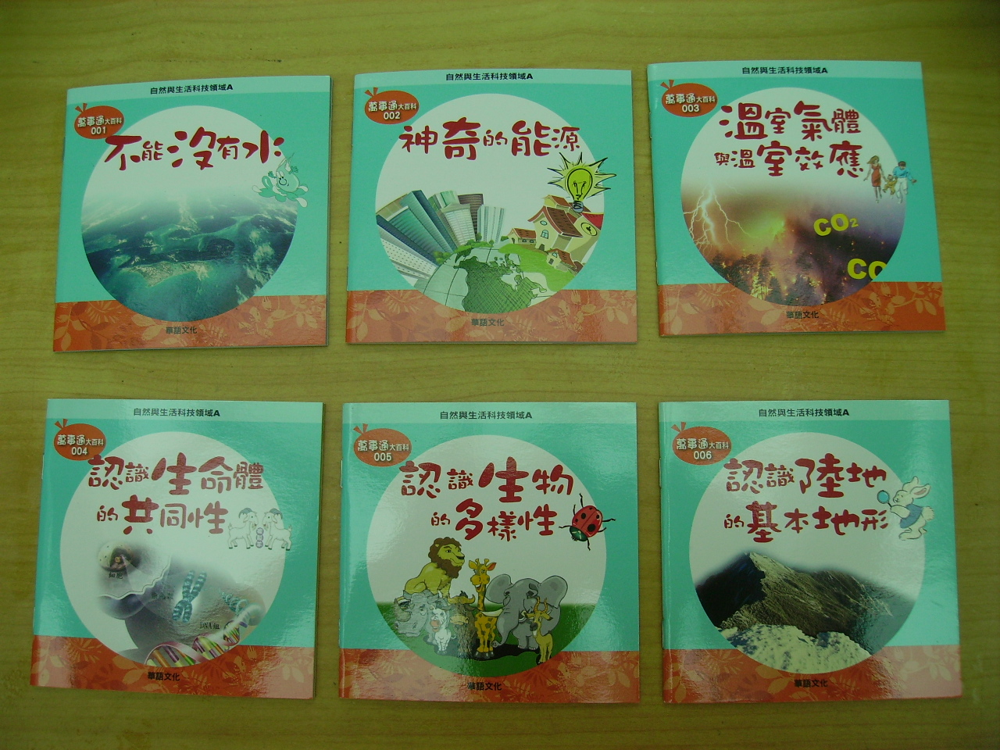 自然與生活科技領域A
萬事通大百科
001
不能沒有水
華語文化
自然與生活科技領域A
萬事通大百科
002
神奇的能源
華語文化
自然與生活科技領域A
萬事通大百科
003
溫室氣體
與溫室效應
CO2
CO
華語文化
自然與生活科技領域A
萬事通大百科
004
認識生命體
的共同性
細胞
DNA組
華語文化
自然與生活科技領域A
萬事通大百科
005
認識生物
的多樣性
華語文化
自然與生活科技領域A
萬事通大百科
006
認識陸地
的基本地形
華語文化